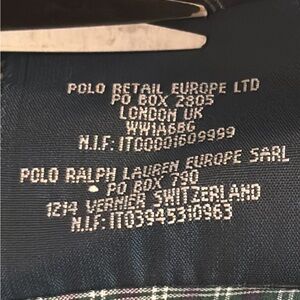 POLO RETAIL EUROPE LTD
PO BOX 2805
LONDON UK
WW1A6BG
N.I.F: IT00001609999
POLO RALPH LAUREN EUROPE SARL
PO BOX 790
1214 VERNIER SWITZERLAND
N.I.F: IT03945310963